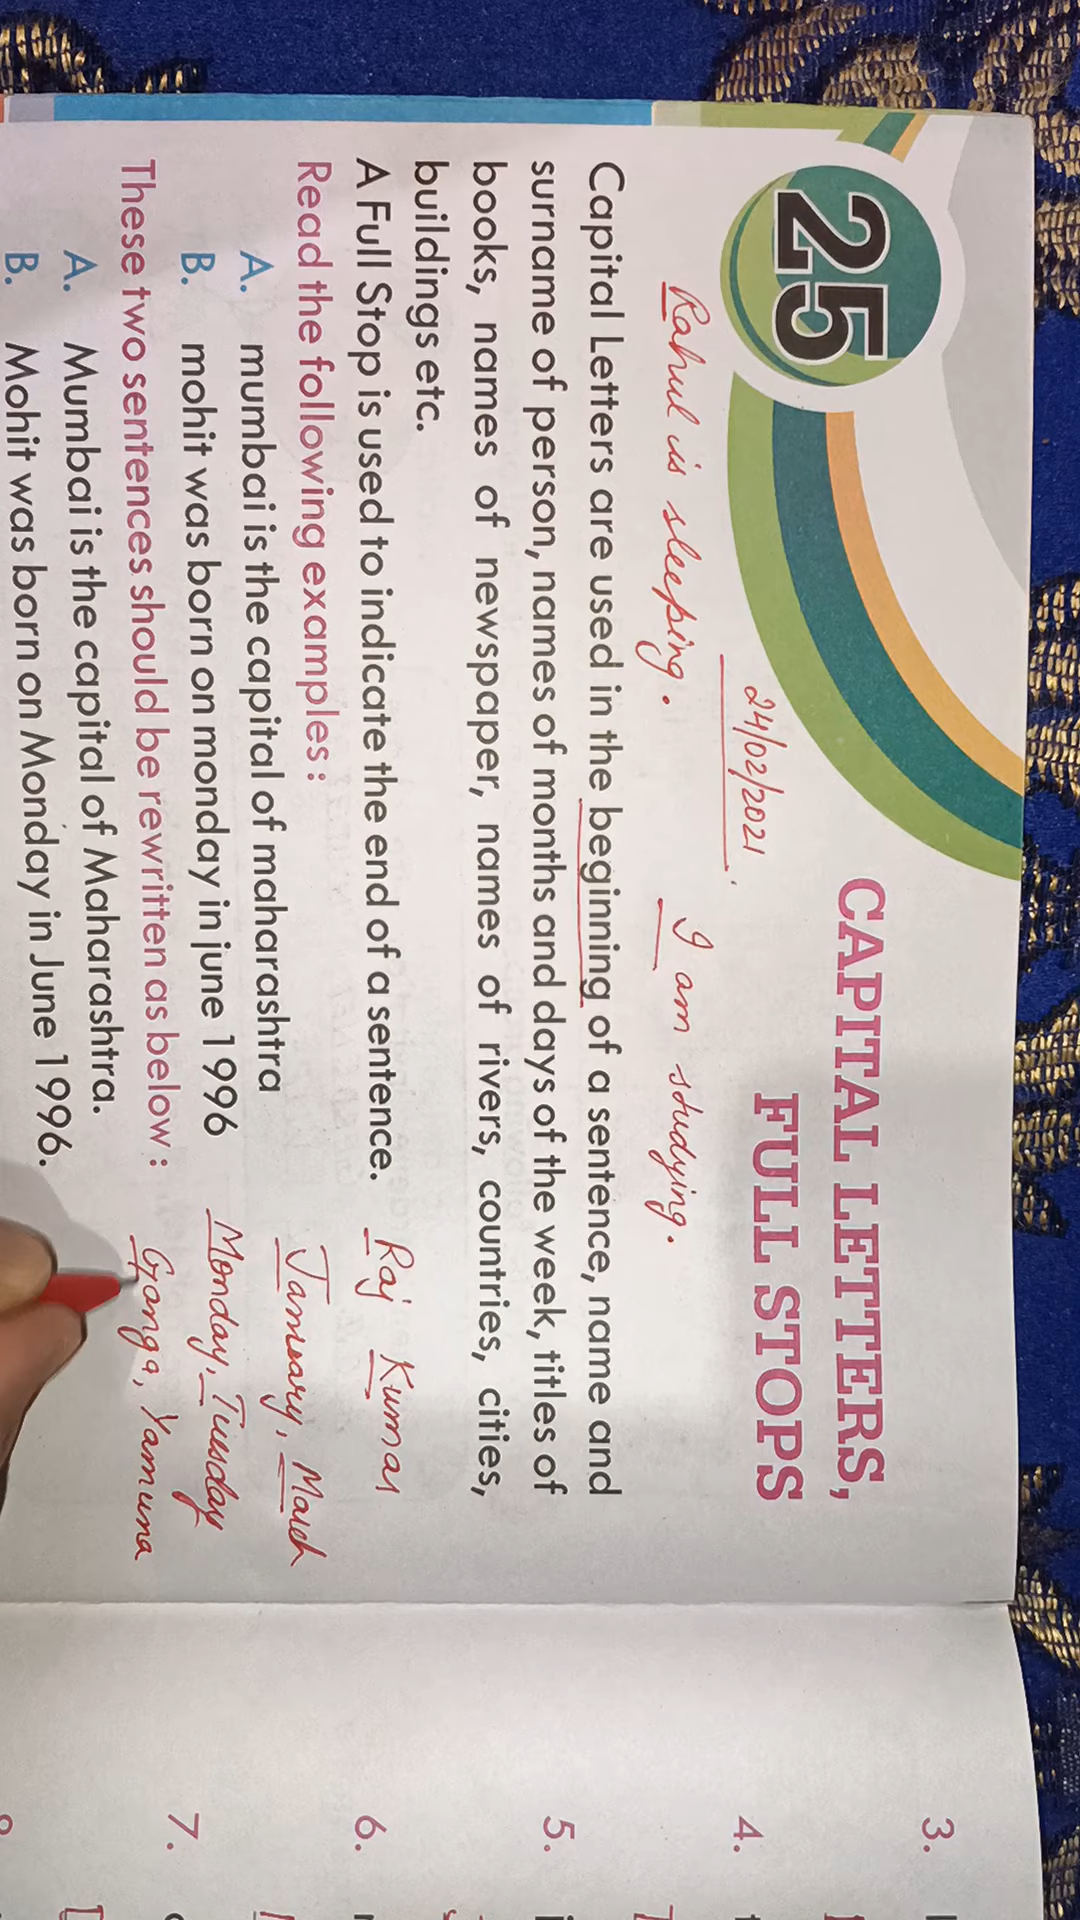 25
CAPITAL LETTERS,
FULL STOPS
24/02/2021.
Rahul is sleeping. I am studying.
Capital Letters are used in the beginning of a sentence, name and
surname of person, names of months and days of the week, titles of
books, names of newspaper, names of rivers, countries, cities,
buildings etc.
A Full Stop is used to indicate the end of a sentence. Raj Kumar
Read the following examples :
January, March
A. mumbai is the capital of maharashtra
B. mohit was born on monday in june 1996 Monday, Tuesday
These two sentences should be rewritten as below : Ganga, Yamuna
A. Mumbai is the capital of Maharashtra.
B. Mohit was born on Monday in June 1996.
3.
4.
5.
6.
7.